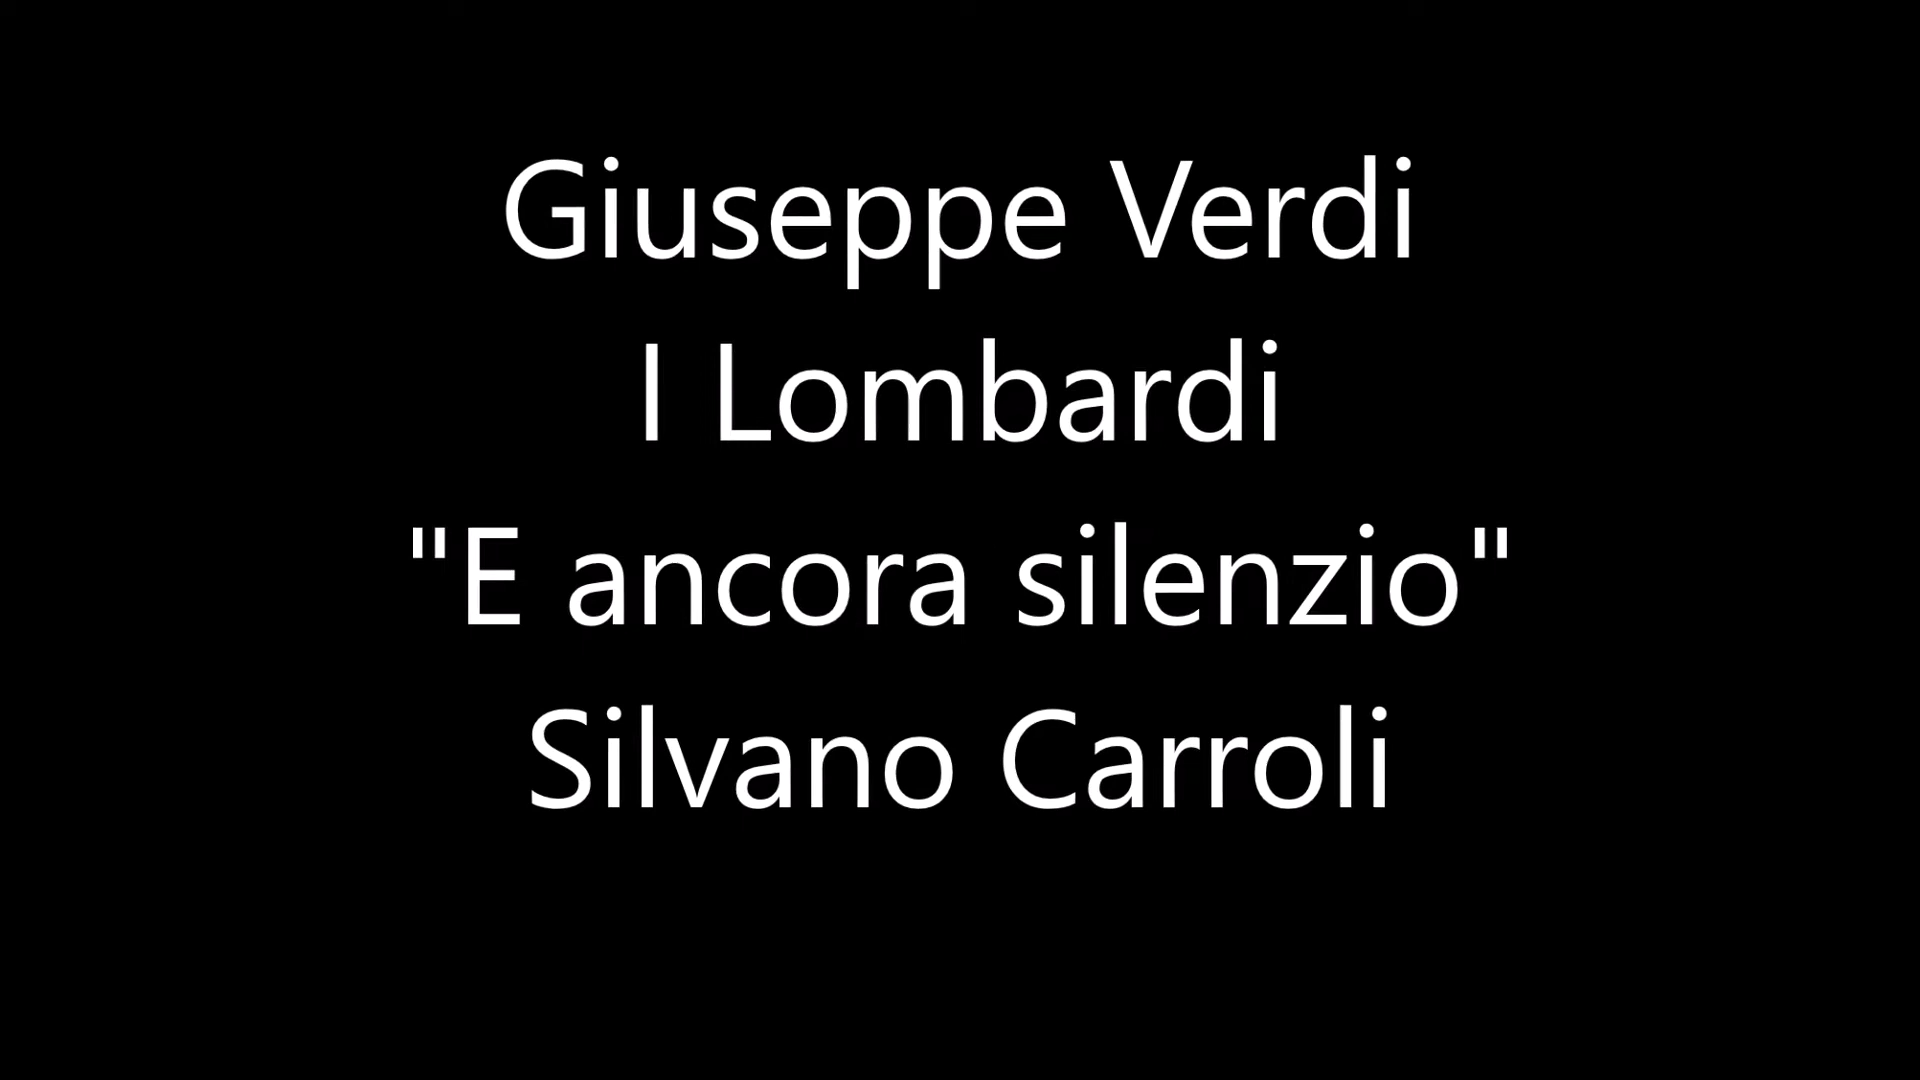 Giuseppe Verdi
I Lombardi
"E ancora silenzio"
Silvano Carroli